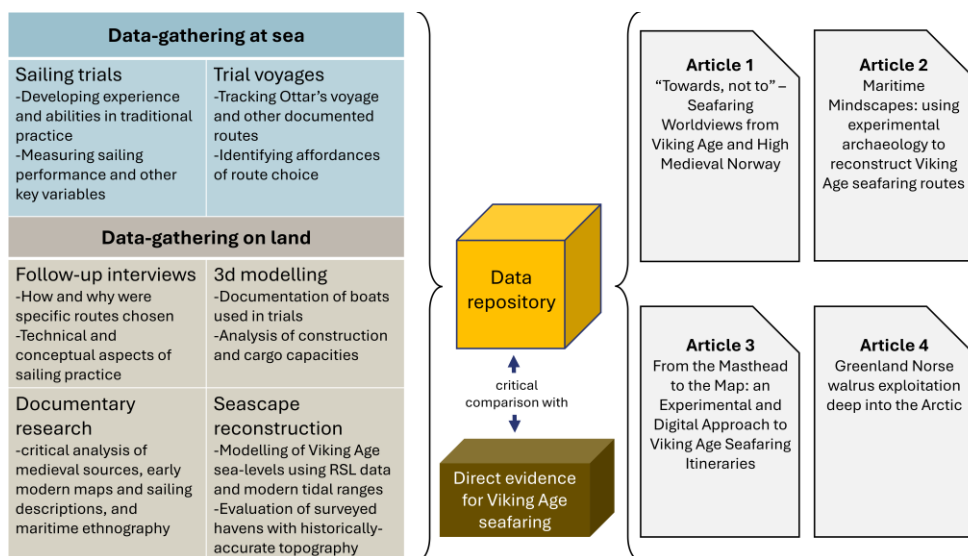 Data-gathering at sea
Sailing trials
-Developing experience
and abilities in traditional
practice
-Measuring sailing
performance and other
key variables
Trial voyages
-Tracking Ottar’s voyage
and other documented
routes
-Identifying affordances
of route choice
Data-gathering on land
Follow-up interviews
-How and why were
specific routes chosen
-Technical and
conceptual aspects of
sailing practice
3d modelling
-Documentation of boats
used in trials
-Analysis of construction
and cargo capacities
Documentary
research
-critical analysis of
medieval sources, early
modern maps and sailing
descriptions, and
maritime ethnography
Seascape
reconstruction
-Modelling of Viking Age
sea-levels using RSL data
and modern tidal ranges
-Evaluation of surveyed
havens with historically-
accurate topography
Data
repository
critical
comparison with
Direct evidence
for Viking Age
seafaring
Article 1
“Towards, not to” –
Seafaring
Worldviews from
Viking Age and High
Medieval Norway
Article 2
Maritime
Mindscapes: using
experimental
archaeology to
reconstruct Viking
Age seafaring routes
Article 3
From the Masthead
to the Map: an
Experimental and
Digital Approach to
Viking Age Seafaring
Itineraries
Article 4
Greenland Norse
walrus exploitation
deep into the Arctic